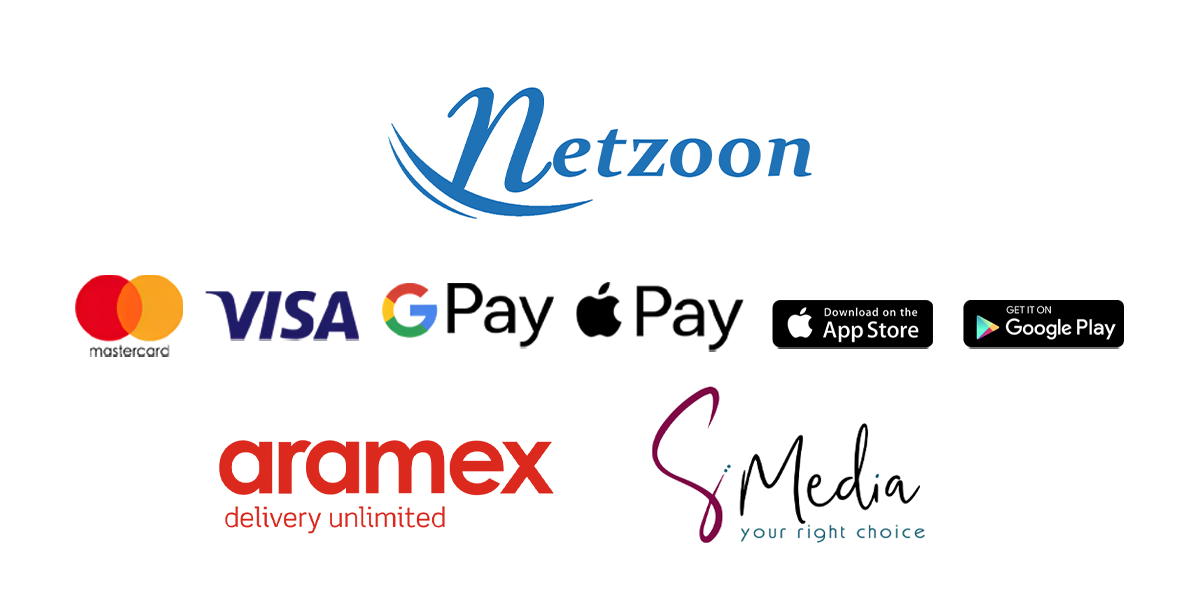 Netzoon
mastercard
VISA
G Pay
Pay
Download on the
App Store
GET IT ON
Google Play
aramex
delivery unlimited
S Media
your right choice